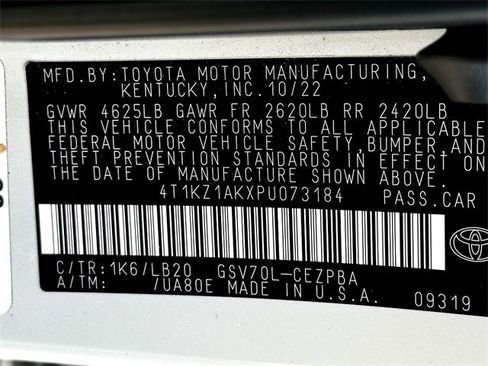 MFD.BY:TOYOTA MOTOR MANUFACTURING,
KENTUCKY,INC.10/22
GVWR 4625LB GAWR FR 2620LB RR 2420LB
THIS VEHICLE CONFORMS TO ALL APPLICABLE
FEDERAL MOTOR VEHICLE SAFETY,BUMPER,AND
THEFT PREVENTION STANDARDS IN EFFECT ON
THE DATE OF MANUFACTURE SHOWN ABOVE.
4T1KZ1AKXPU073184 PASS.CAR
C/TR:1K6/LB20 GSV70L-CEZPBA
A/TM: 7UA80E MADE IN U.S.A. 09319